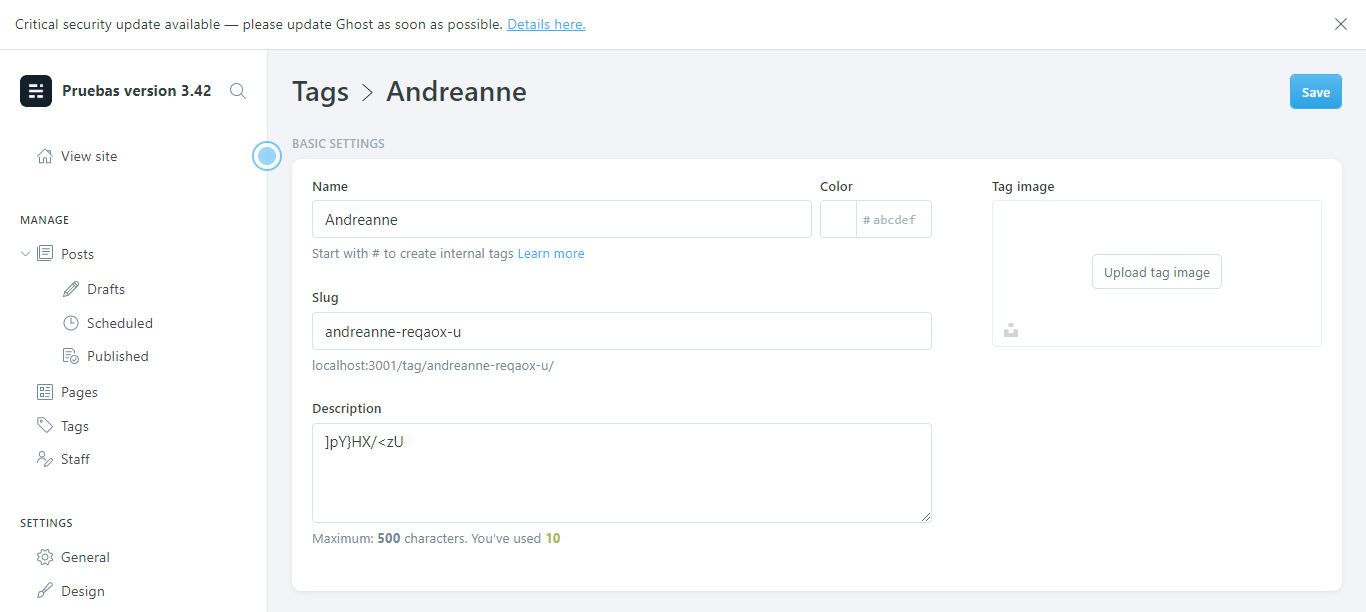 Critical security update available — please update Ghost as soon as possible. Details here.
Pruebas version 3.42
View site
MANAGE
Posts
Drafts
Scheduled
Published
Pages
Tags
Staff
SETTINGS
General
Design
Tags > Andreanne
Save
BASIC SETTINGS
Name
Andreanne
Start with # to create internal tags Learn more
Color
# abcdef
Slug
andreanne-reqaox-u
localhost:3001/tag/andreanne-reqaox-u/
Description
]pY}HX/<zU
Maximum: 500 characters. You've used 10
Tag image
Upload tag image